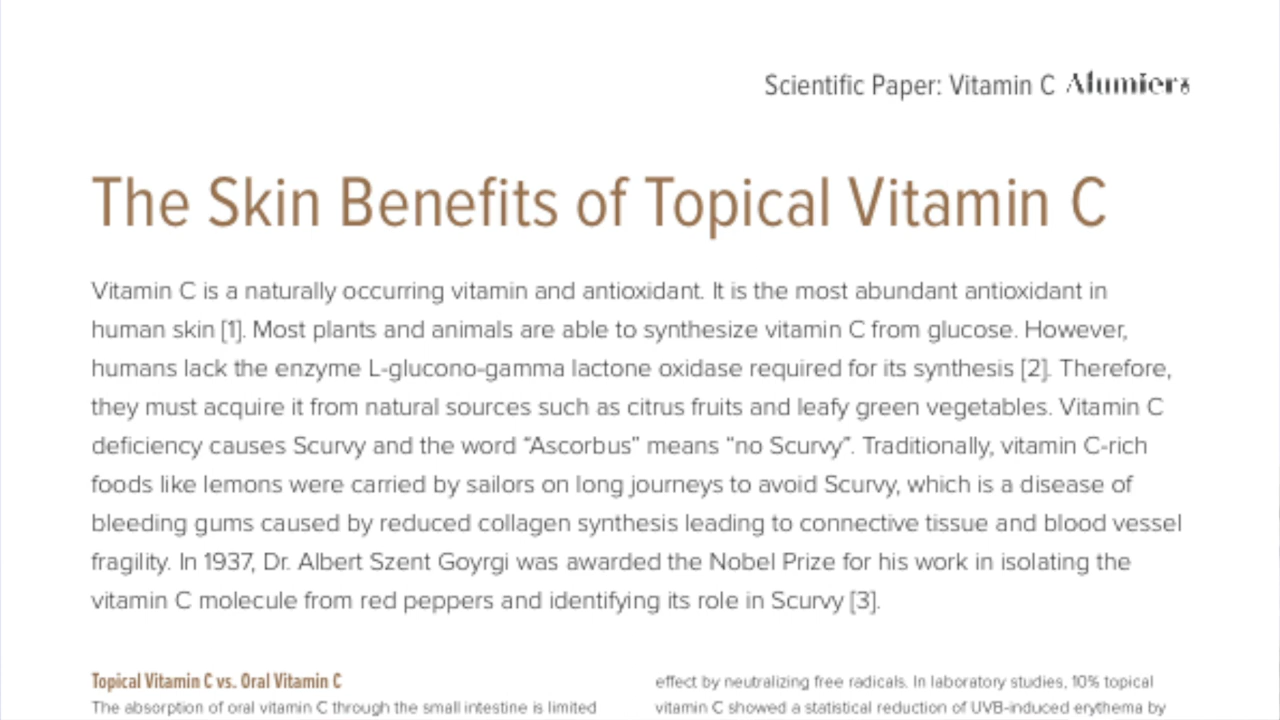 Scientific Paper: Vitamin C Alumier
The Skin Benefits of Topical Vitamin C
Vitamin C is a naturally occurring vitamin and antioxidant. It is the most abundant antioxidant in
human skin [1]. Most plants and animals are able to synthesize vitamin C from glucose. However,
humans lack the enzyme L-glucono-gamma lactone oxidase required for its synthesis [2]. Therefore,
they must acquire it from natural sources such as citrus fruits and leafy green vegetables. Vitamin C
deficiency causes Scurvy and the word “Ascorbus” means “no Scurvy”. Traditionally, vitamin C-rich
foods like lemons were carried by sailors on long journeys to avoid Scurvy, which is a disease of
bleeding gums caused by reduced collagen synthesis leading to connective tissue and blood vessel
fragility. In 1937, Dr. Albert Szent Goyrgi was awarded the Nobel Prize for his work in isolating the
vitamin C molecule from red peppers and identifying its role in Scurvy [3].
Topical Vitamin C vs. Oral Vitamin C
The absorption of oral vitamin C through the small intestine is limited
effect by neutralizing free radicals. In laboratory studies, 10% topical
vitamin C showed a statistical reduction of UVB-induced erythema by